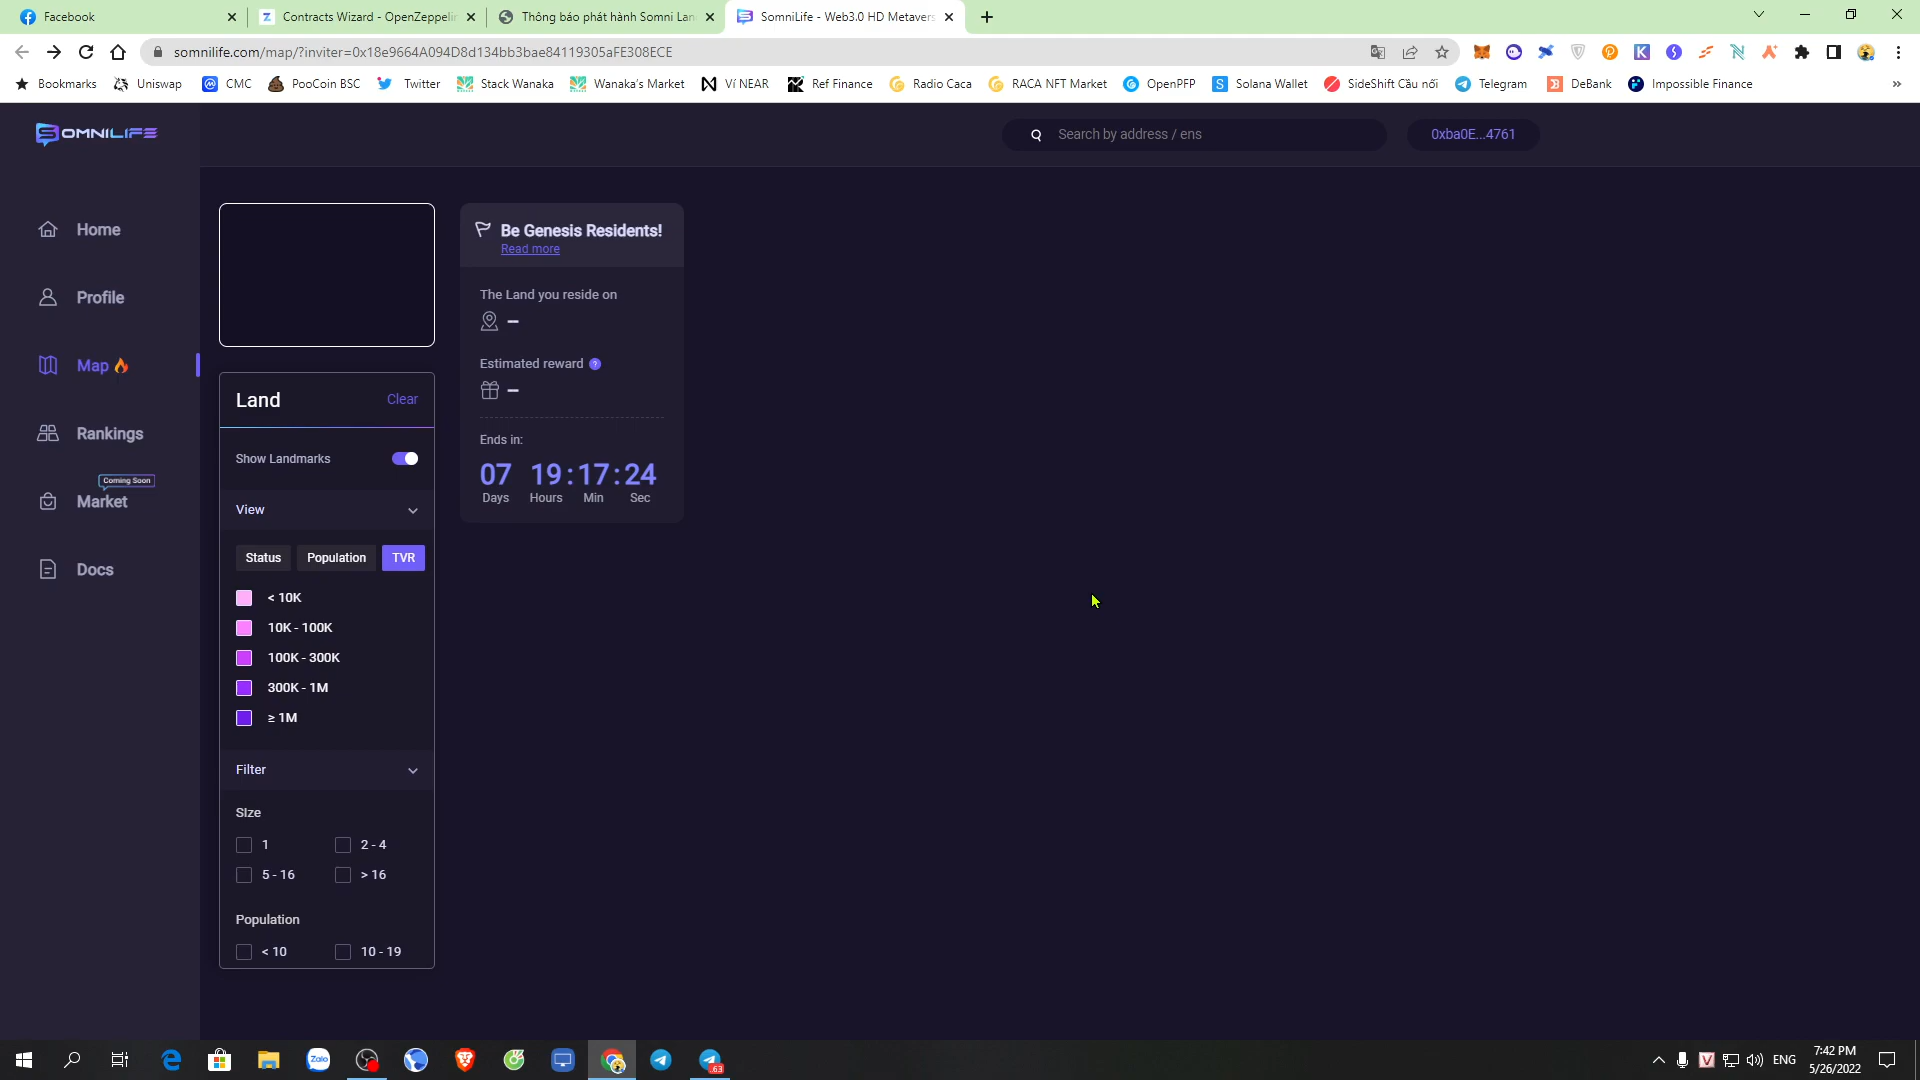 Facebook
Contracts Wizard - OpenZeppelin
Thông báo phát hành Somni Lan
SomniLife - Web3.0 HD Metavers
somnilife.com/map/?inviter=0x18e9664A094D8d134bb3bae84119305aFE308ECE
Bookmarks
Uniswap
CMC
PooCoin BSC
Twitter
Stack Wanaka
Wanaka's Market
Ví NEAR
Ref Finance
Radio Caca
RACA NFT Market
OpenPFP
Solana Wallet
SideShift Cầu nối
Telegram
DeBank
Impossible Finance
SOMNILIFE
Search by address / ens
0xba0E...4761
Home
Profile
Map
Rankings
Coming Soon
Market
Docs
Be Genesis Residents!
Read more
The Land you reside on
–
Estimated reward ?
–
Ends in:
07 19:17:24
Days Hours Min Sec
Land Clear
Show Landmarks
View
Status Population TVR
< 10K
10K - 100K
100K - 300K
300K - 1M
≥ 1M
Filter
SIze
1 2 - 4
5 - 16 > 16
Population
< 10 10 - 19
Zalo
.63
ENG
7:42 PM
5/26/2022